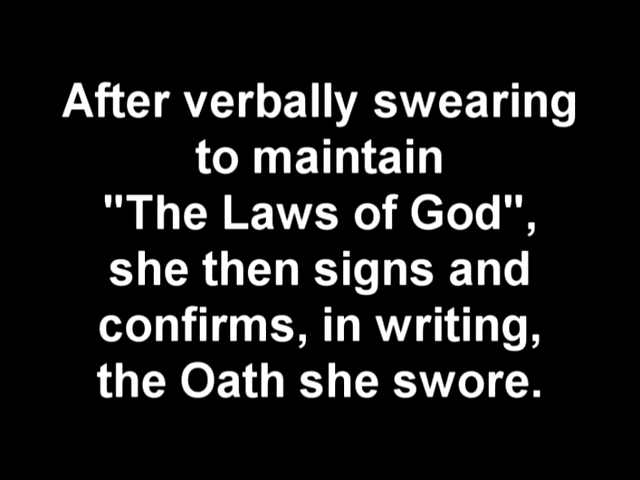 After verbally swearing
to maintain
"The Laws of God",
she then signs and
confirms, in writing,
the Oath she swore.